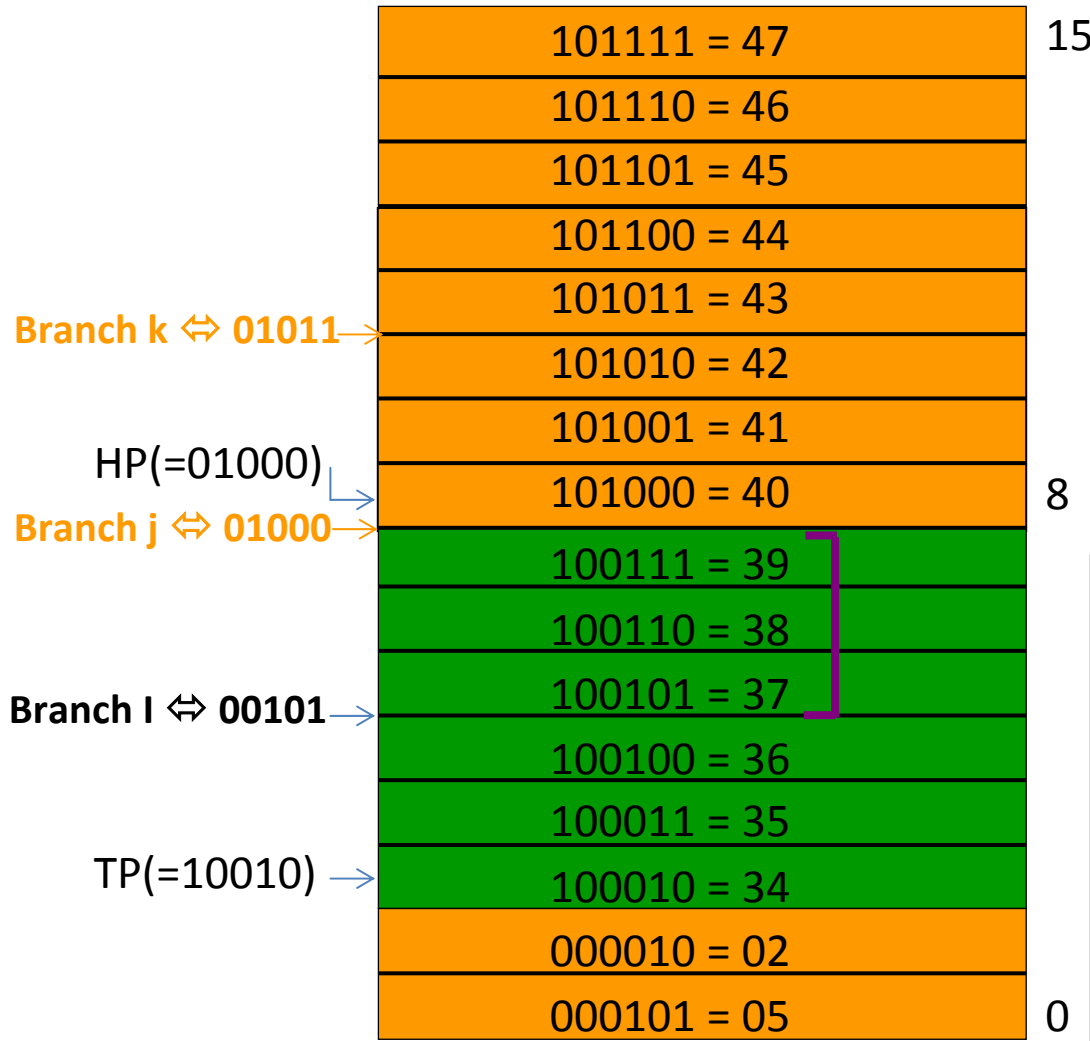 101111 = 47
15
101110 = 46
101101 = 45
101100 = 44
101011 = 43
Branch k ⇔ 01011
101010 = 42
101001 = 41
HP(=01000)
101000 = 40
8
Branch j ⇔ 01000
100111 = 39
100110 = 38
100101 = 37
Branch I ⇔ 00101
100100 = 36
100011 = 35
TP(=10010)
100010 = 34
000010 = 02
000101 = 05
0